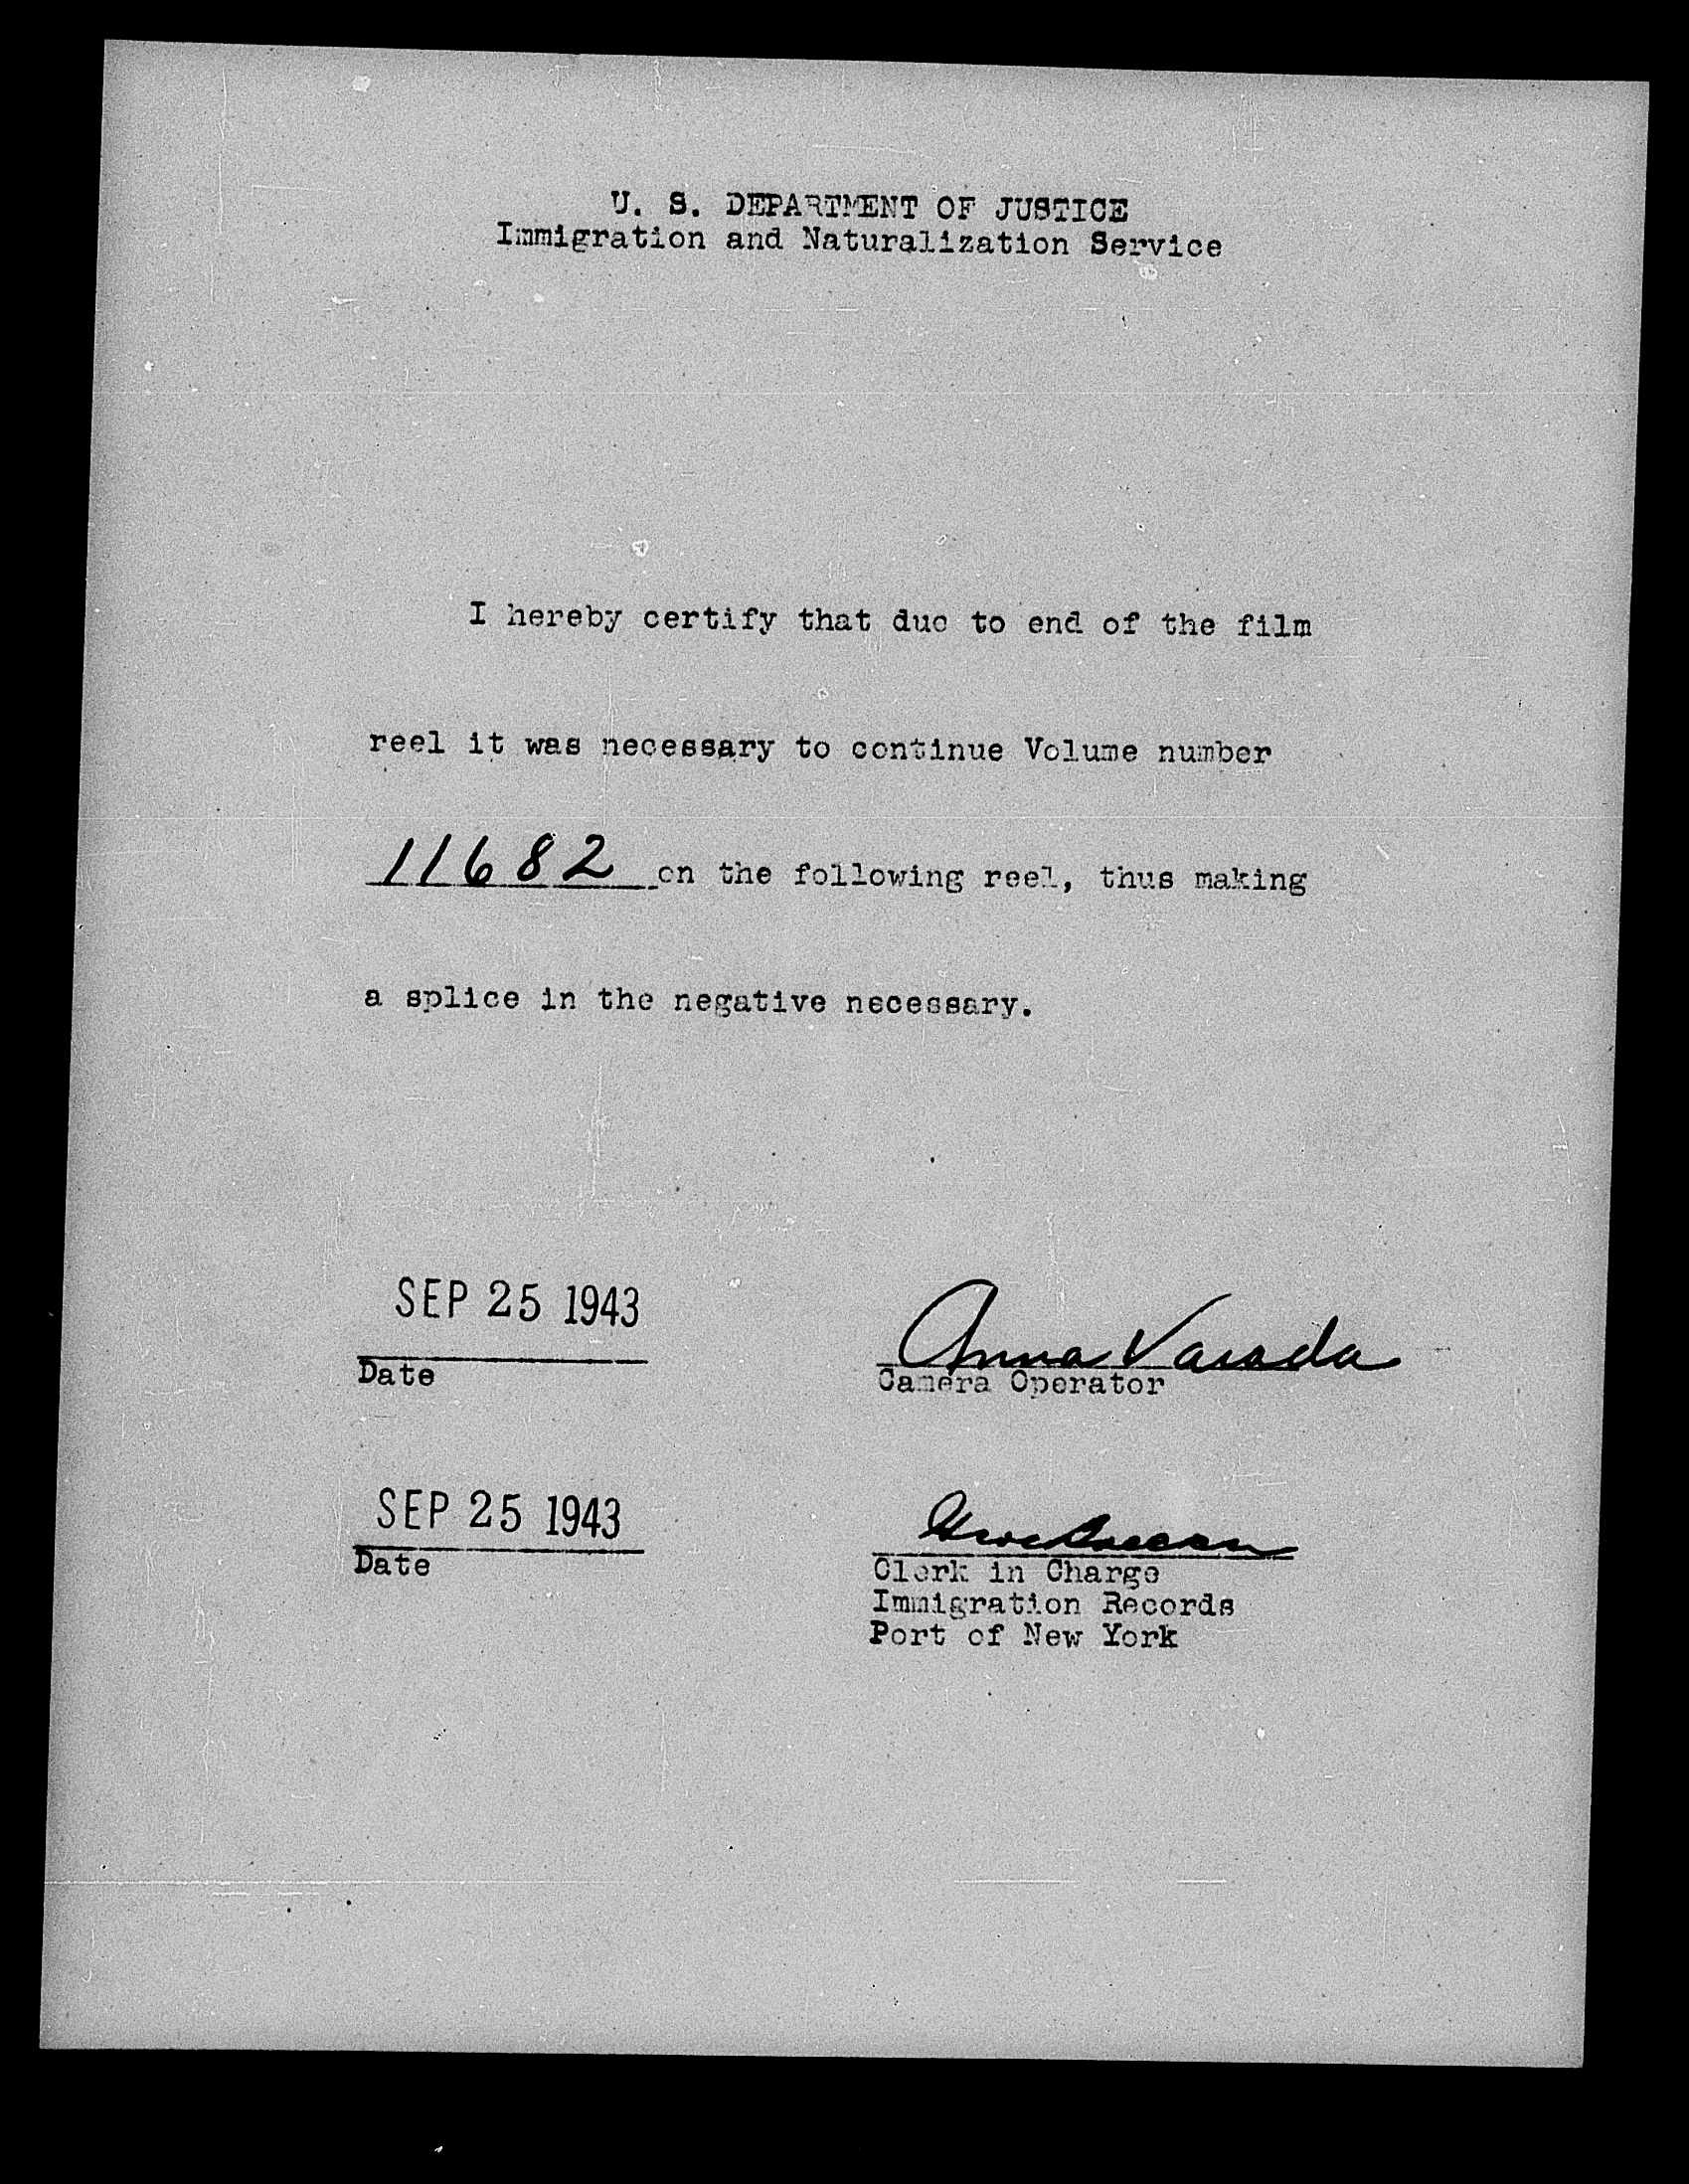 U. S. DEPARTMENT OF JUSTICE
Immigration and Naturalization Service
I hereby certify that due to end of the film
reel it was necessary to continue Volume number
11682 on the following reel, thus making
a splice in the negative necessary.
SEP 25 1943
Date
Anna Varada
Camera Operator
SEP 25 1943
Date
Clerk in Charge
Immigration Records
Port of New York